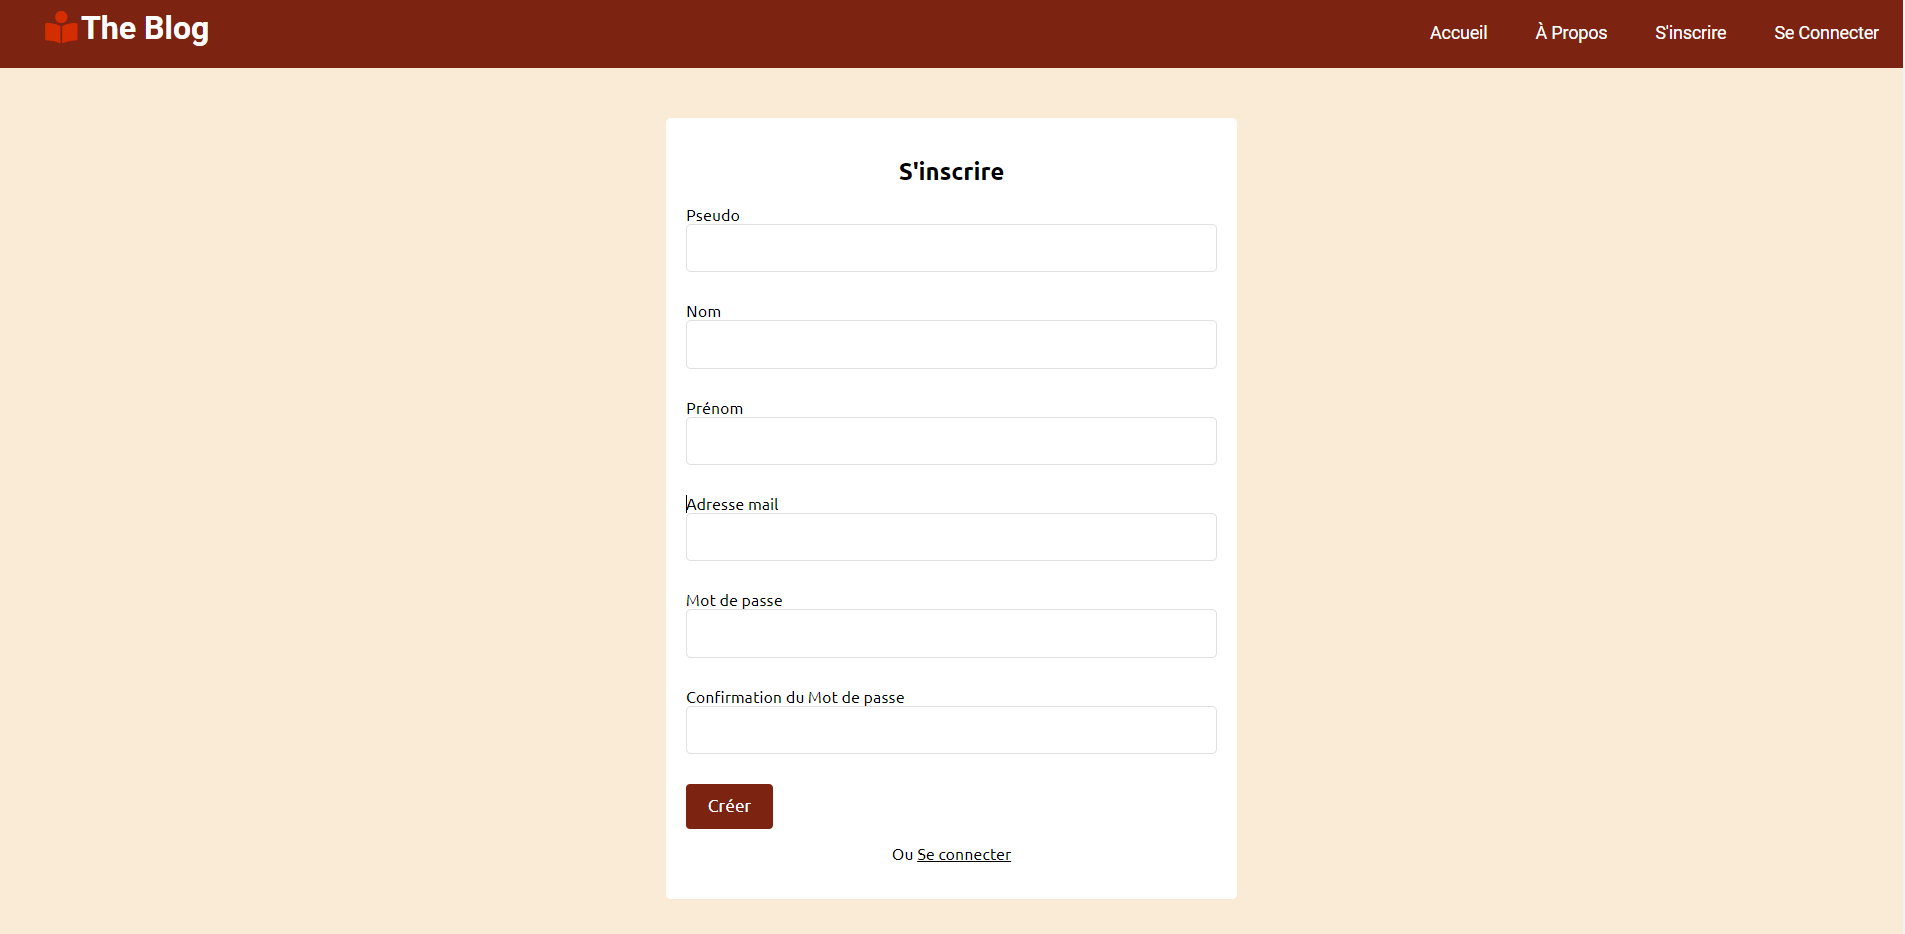 The Blog
Accueil À Propos S'inscrire Se Connecter
S'inscrire
Pseudo
Nom
Prénom
Adresse mail
Mot de passe
Confirmation du Mot de passe
Créer
Ou Se connecter